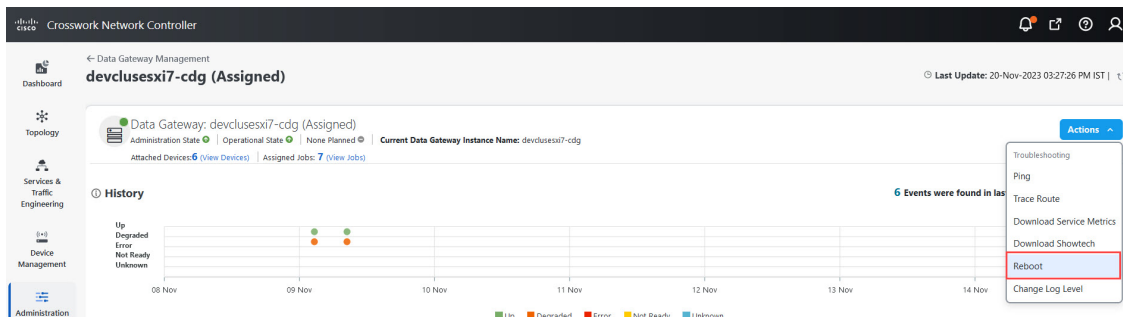 cisco Crosswork Network Controller
← Data Gateway Management
devclusesxi7-cdg (Assigned)
Last Update: 20-Nov-2023 03:27:26 PM IST |
Dashboard
Topology
Services &
Traffic
Engineering
Device
Management
Administration
Data Gateway: devclusesxi7-cdg (Assigned)
Administration State | Operational State | None Planned | Current Data Gateway Instance Name: devclusesxi7-cdg
Attached Devices:6 (View Devices) | Assigned Jobs: 7 (View Jobs)
Actions
Troubleshooting
Ping
Trace Route
Download Service Metrics
Download Showtech
Reboot
Change Log Level
History
6 Events were found in las
Up
Degraded
Error
Not Ready
Unknown
08 Nov 09 Nov 10 Nov 11 Nov 12 Nov 13 Nov 14 Nov
Up Degraded Error Not Ready Unknown